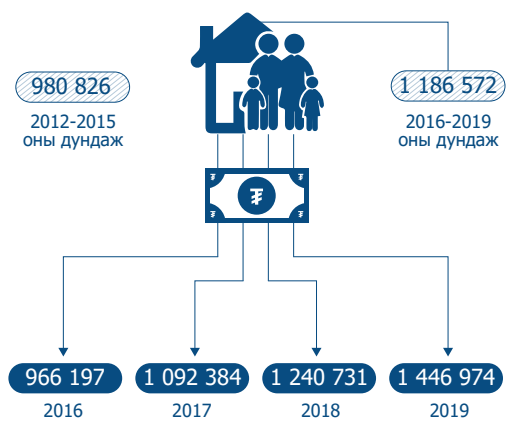 980 826
2012-2015
оны дундаж
1 186 572
2016-2019
оны дундаж
₮
₮
₮
₮
₮
966 197
1 092 384
1 240 731
1 446 974
2016
2017
2018
2019